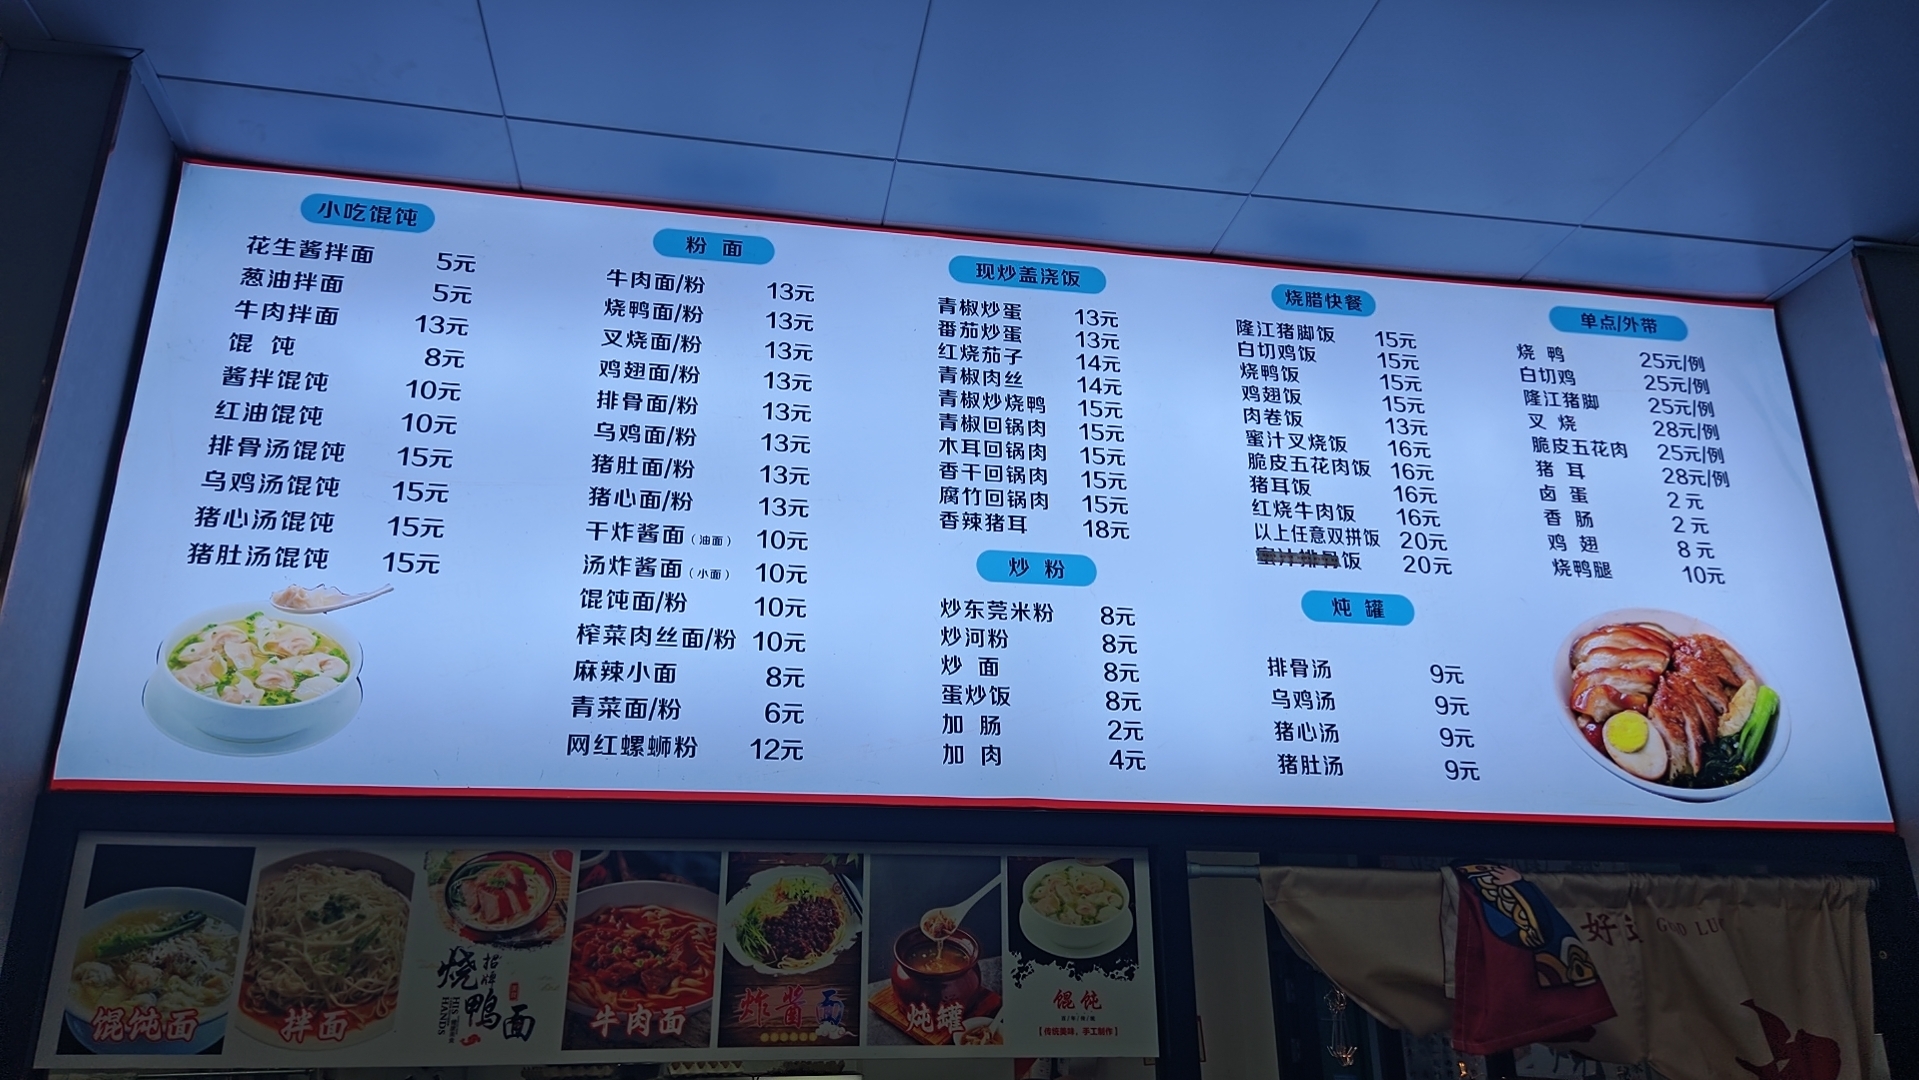 小吃馄饨
花生酱拌面 5元
葱油拌面 5元
牛肉拌面 13元
馄 饨 8元
酱拌馄饨 10元
红油馄饨 10元
排骨汤馄饨 15元
乌鸡汤馄饨 15元
猪心汤馄饨 15元
猪肚汤馄饨 15元
粉 面
牛肉面/粉 13元
烧鸭面/粉 13元
叉烧面/粉 13元
鸡翅面/粉 13元
排骨面/粉 13元
乌鸡面/粉 13元
猪肚面/粉 13元
猪心面/粉 13元
干炸酱面(油面) 10元
汤炸酱面(小面) 10元
馄饨面/粉 10元
榨菜肉丝面/粉 10元
麻辣小面 8元
青菜面/粉 6元
网红螺蛳粉 12元
现炒盖浇饭
青椒炒蛋 13元
番茄炒蛋 13元
红烧茄子 14元
青椒肉丝 14元
青椒炒烧鸭 15元
青椒回锅肉 15元
木耳回锅肉 15元
香干回锅肉 15元
腐竹回锅肉 15元
香辣猪耳 18元
炒 粉
炒东莞米粉 8元
炒河粉 8元
炒 面 8元
蛋炒饭 8元
加 肠 2元
加 肉 4元
烧腊快餐
隆江猪脚饭 15元
白切鸡饭 15元
烧鸭饭 15元
鸡翅饭 15元
肉卷饭 13元
蜜汁叉烧饭 16元
脆皮五花肉饭 16元
猪耳饭 16元
红烧牛肉饭 16元
以上任意双拼饭 20元
蜜汁排骨饭 20元
炖 罐
排骨汤 9元
乌鸡汤 9元
猪心汤 9元
猪肚汤 9元
单点/外带
烧 鸭 25元/例
白切鸡 25元/例
隆江猪脚 25元/例
叉 烧 28元/例
脆皮五花肉 25元/例
猪 耳 28元/例
卤 蛋 2元
香 肠 2元
鸡 翅 8元
烧鸭腿 10元
馄饨面
拌面
招牌
烧鸭面
HIS HANDS
牛肉面
炸酱面
炖罐
馄饨
【传统美味，手工制作】
好
GOOD LUC